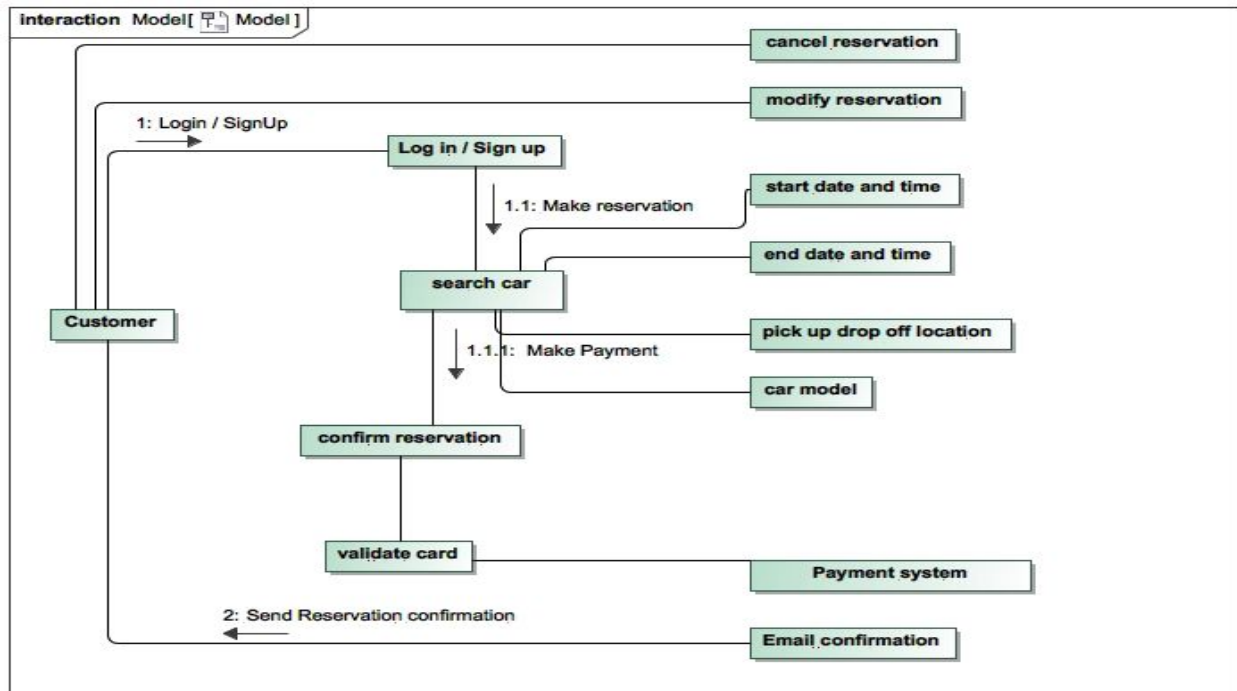 interaction Model[ Model ]
cancel reservation
modify reservation
1: Login / SignUp
Log in / Sign up
start date and time
1.1: Make reservation
end date and time
search car
Customer
pick up drop off location
1.1.1: Make Payment
car model
confirm reservation
validate card
Payment system
2: Send Reservation confirmation
Email confirmation